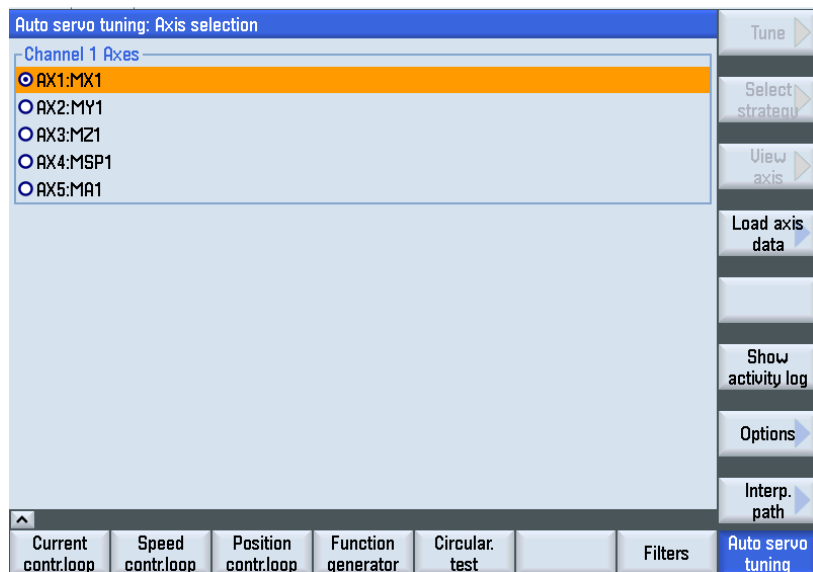 Auto servo tuning: Axis selection
Channel 1 Axes
AX1:MX1
AX2:MY1
AX3:MZ1
AX4:MSP1
AX5:MA1
Tune
Select
strategy
View
axis
Load axis
data
Show
activity log
Options
Interp.
path
Current
contr.loop
Speed
contr.loop
Position
contr.loop
Function
generator
Circular.
test
Filters
Auto servo
tuning